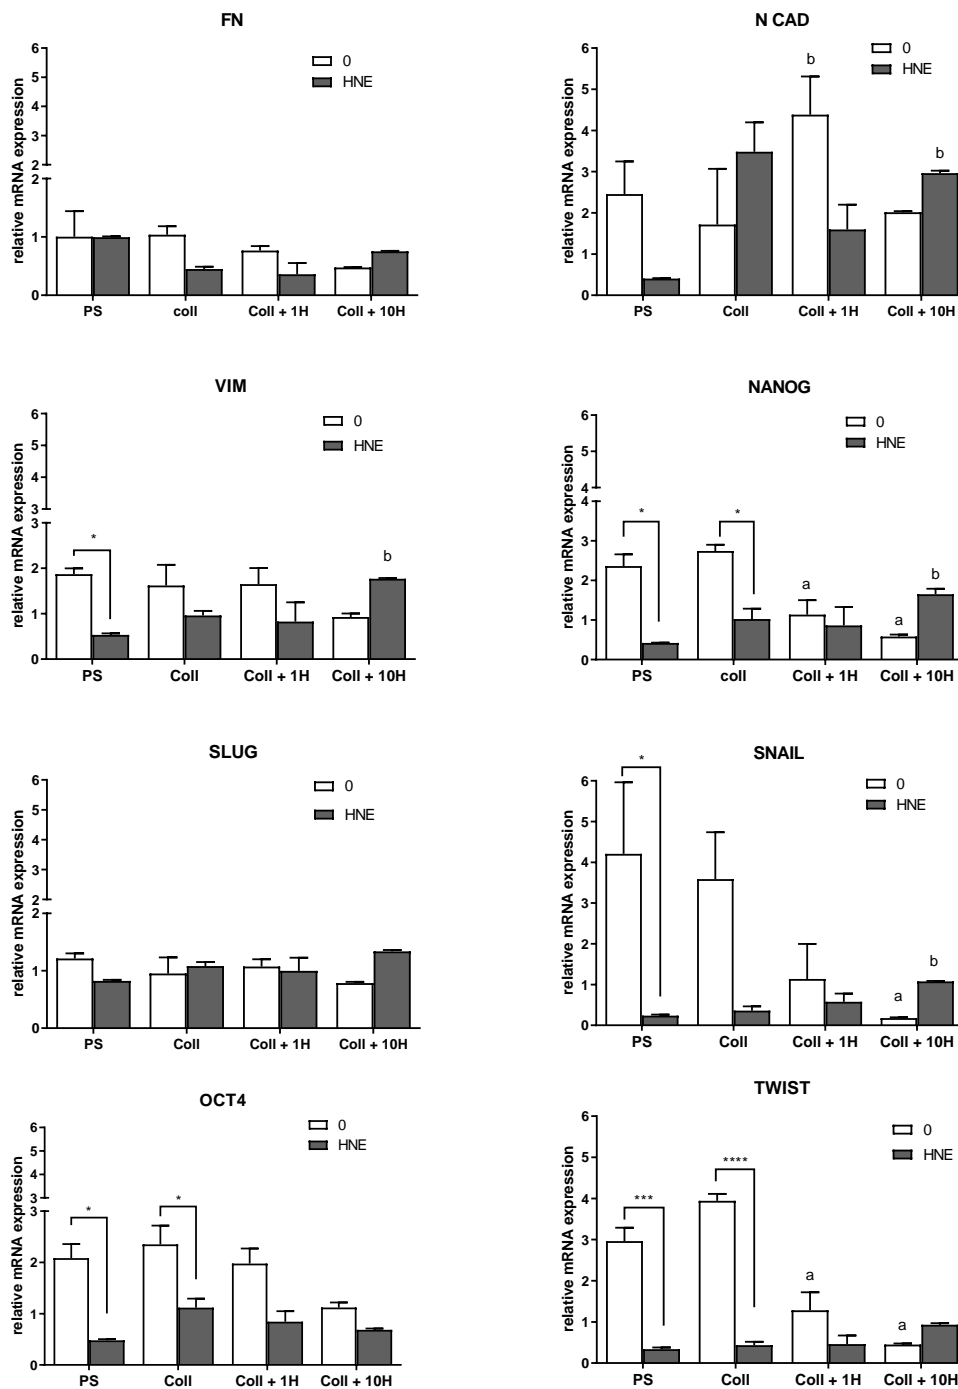 FN
relative mRNA expression
6
5
4
3
2
2
1
0
0
HNE
PS
coll
Coll + 1H
Coll + 10H
N CAD
relative mRNA expression
6
5
4
3
2
1
0
0
HNE
b
b
PS
Coll
Coll + 1H
Coll + 10H
VIM
relative mRNA expression
6
5
4
3
2
3
2
1
0
0
HNE
*
b
PS
Coll
Coll + 1H
Coll + 10H
NANOG
relative mRNA expression
6
5
4
4
3
2
1
0
0
HNE
*
*
a
a
b
PS
coll
Coll + 1H
Coll + 10H
SLUG
relative mRNA expression
6
5
4
3
2
2
1
0
0
HNE
PS
Coll
Coll + 1H
Coll + 10H
SNAIL
relative mRNA expression
6
5
4
3
2
1
0
0
HNE
*
a
b
PS
Coll
Coll + 1H
Coll + 10H
OCT4
relative mRNA expression
6
5
4
3
3
2
1
0
0
HNE
*
*
PS
Coll
Coll + 1H
Coll + 10H
TWIST
relative mRNA expression
6
5
4
3
2
1
0
0
HNE
***
****
a
a
PS
Coll
Coll + 1H
Coll + 10H